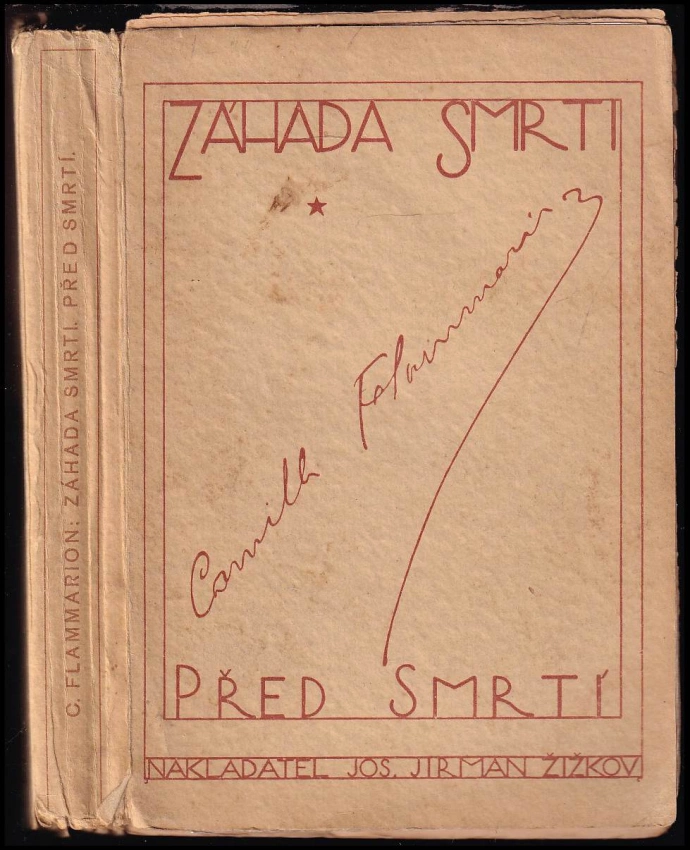 C. FLAMMARION: ZÁHADA SMRTI. PŘED SMRTÍ.
ZÁHADA SMRTI
Camille Flammarion
PŘED SMRTÍ
NAKLADATEL JOS. JIRMAN ŽIŽKOV